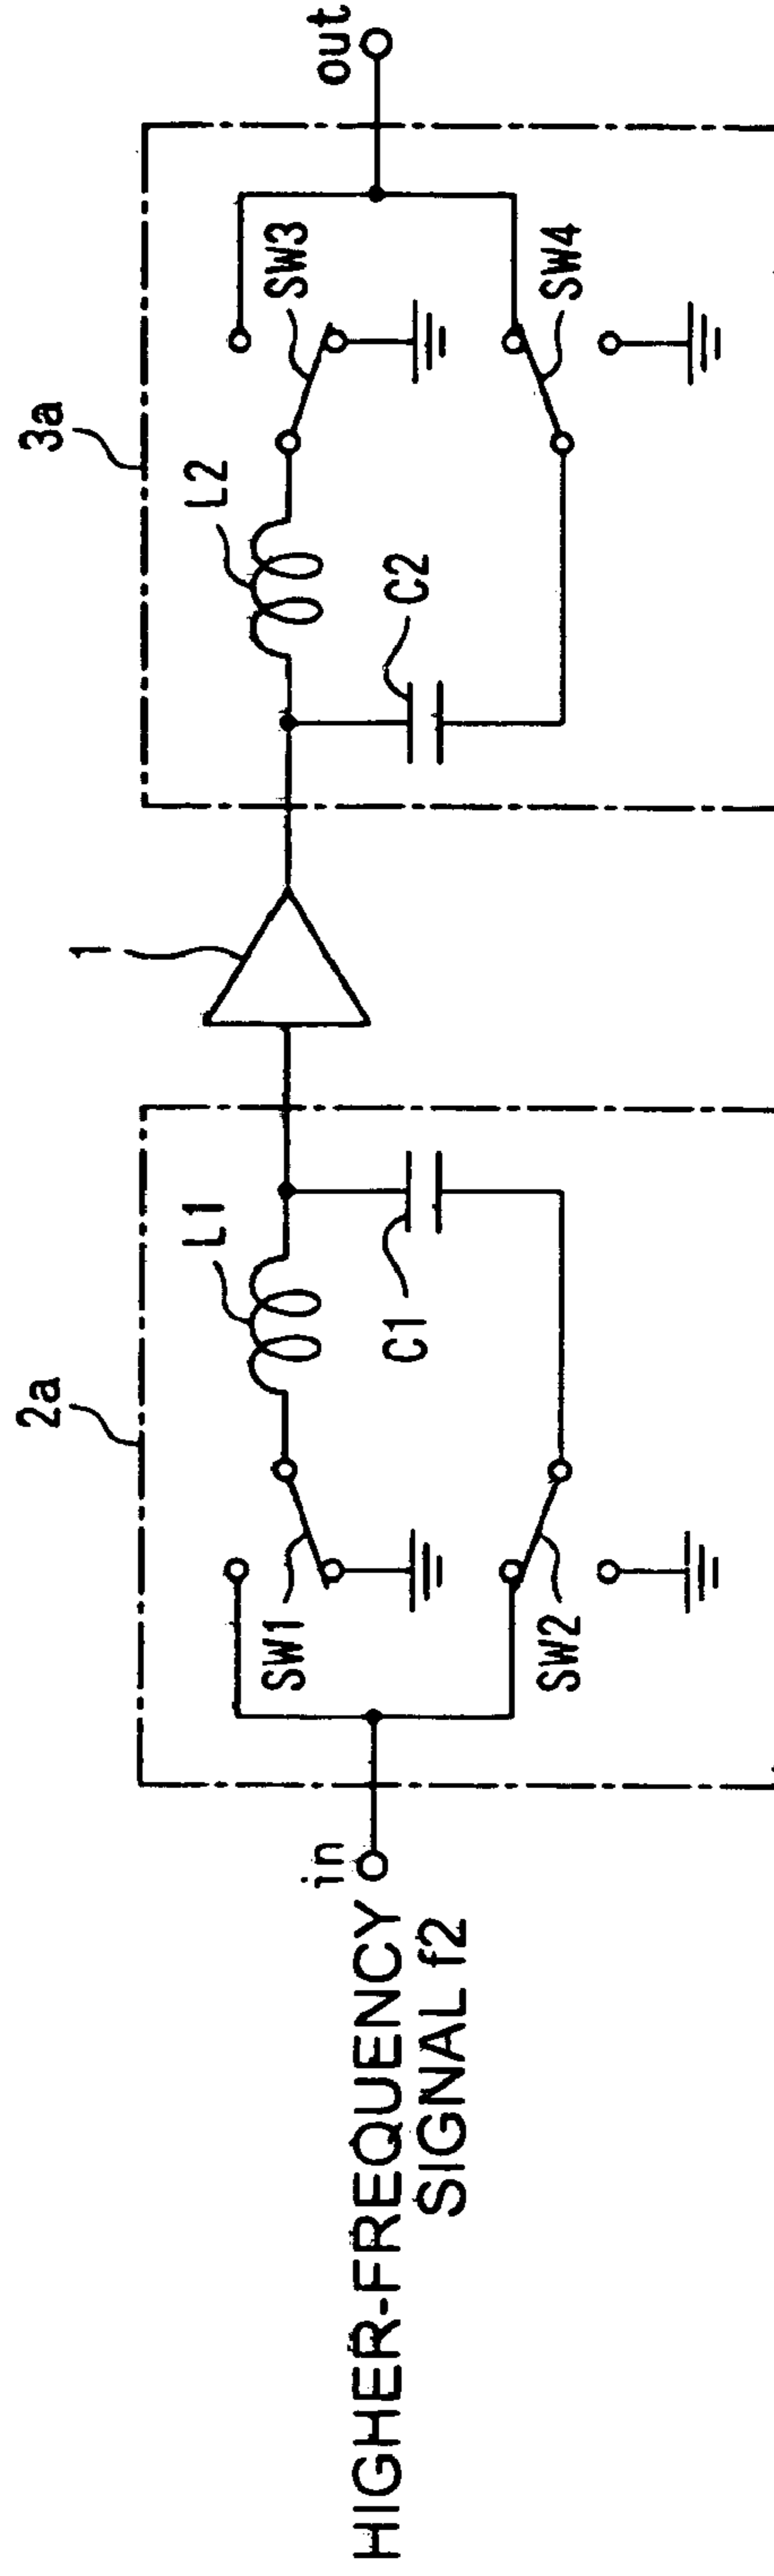 HIGHER-FREQUENCY
SIGNAL f2
in
2a
SW1
L1
C1
SW2
1
3a
L2
C2
SW3
SW4
out